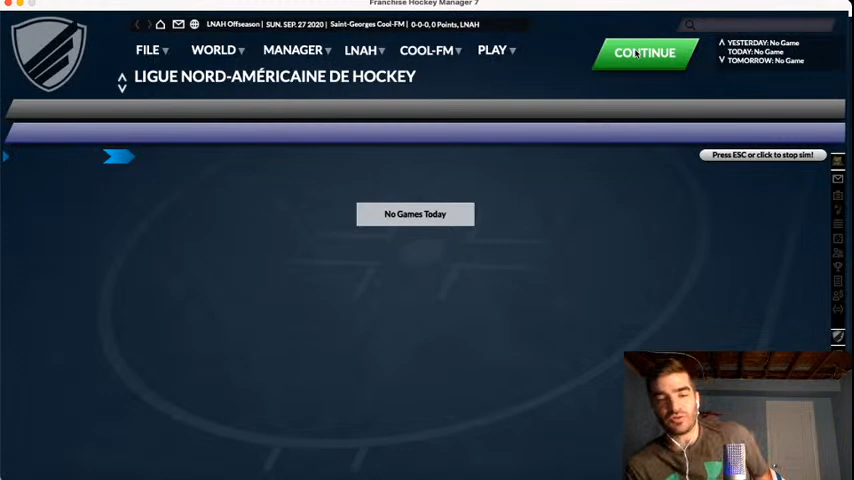 Franchise Hockey Manager 7
LNAH Offseason | SUN. SEP. 27 2020 | Saint-Georges Cool-FM | 0-0-0, 0 Points, LNAH
FILE WORLD MANAGER LNAH COOL-FM PLAY
CONTINUE
YESTERDAY: No Game
TODAY: No Game
TOMORROW: No Game
LIGUE NORD-AMÉRICAINE DE HOCKEY
Press ESC or click to stop sim!
No Games Today